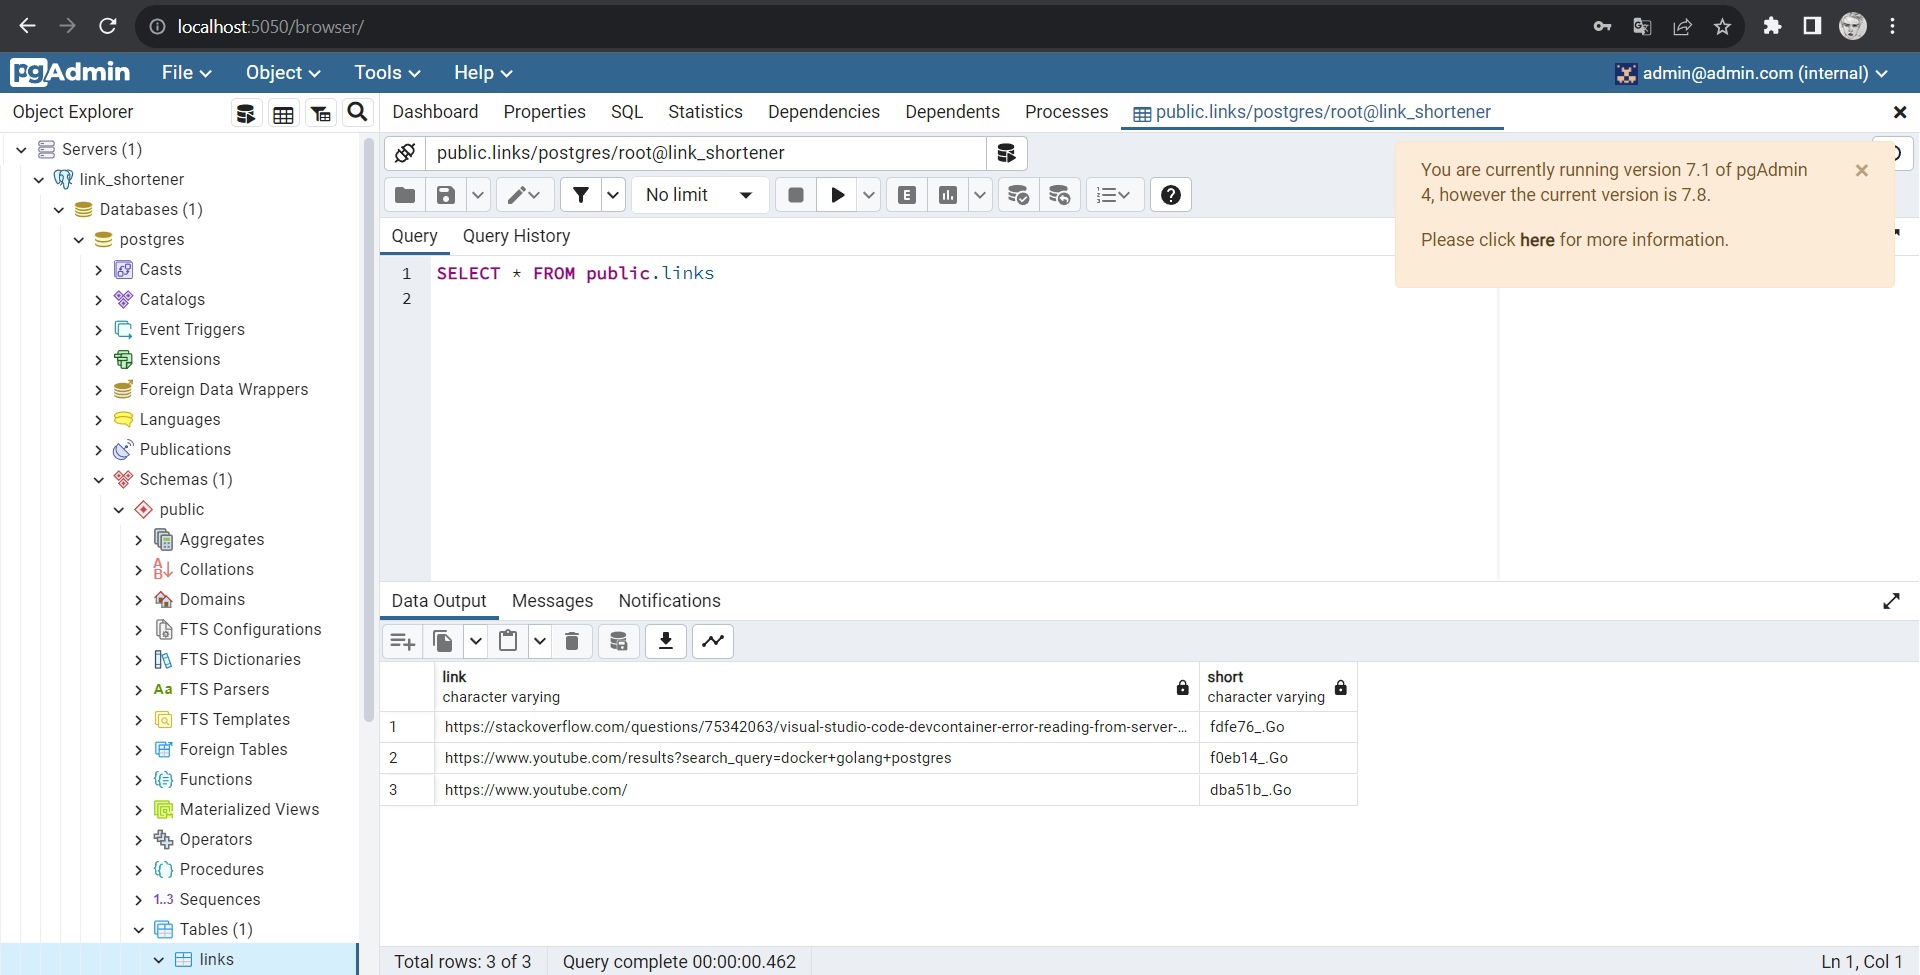 localhost:5050/browser/
pgAdmin File Object Tools Help admin@admin.com (internal)
Object Explorer
Dashboard Properties SQL Statistics Dependencies Dependents Processes public.links/postgres/root@link_shortener
Servers (1)
link_shortener
Databases (1)
postgres
Casts
Catalogs
Event Triggers
Extensions
Foreign Data Wrappers
Languages
Publications
Schemas (1)
public
Aggregates
Collations
Domains
FTS Configurations
FTS Dictionaries
Aa FTS Parsers
FTS Templates
Foreign Tables
Functions
Materialized Views
Operators
Procedures
1..3 Sequences
Tables (1)
links
public.links/postgres/root@link_shortener
No limit
E
You are currently running version 7.1 of pgAdmin
4, however the current version is 7.8.
Please click here for more information.
Query Query History
1 SELECT * FROM public.links
2
Data Output Messages Notifications
link short
character varying character varying
1 https://stackoverflow.com/questions/75342063/visual-studio-code-devcontainer-error-reading-from-server-... fdfe76_.Go
2 https://www.youtube.com/results?search_query=docker+golang+postgres f0eb14_.Go
3 https://www.youtube.com/ dba51b_.Go
Total rows: 3 of 3 Query complete 00:00:00.462 Ln 1, Col 1